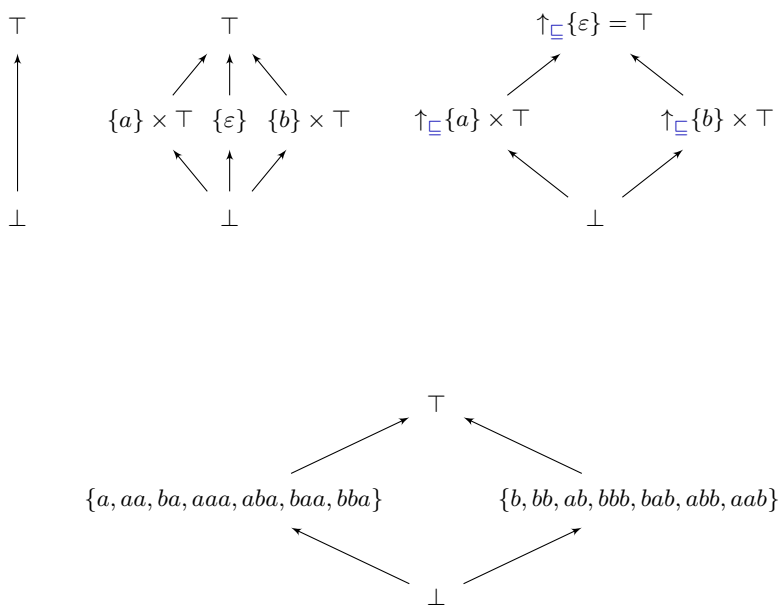 ⊤ ⊤ ↑⊑{ε} = ⊤
{a} × ⊤ {ε} {b} × ⊤ ↑⊑{a} × ⊤ ↑⊑{b} × ⊤
⊥ ⊥ ⊥
⊤
{a, aa, ba, aaa, aba, baa, bba} {b, bb, ab, bbb, bab, abb, aab}
⊥